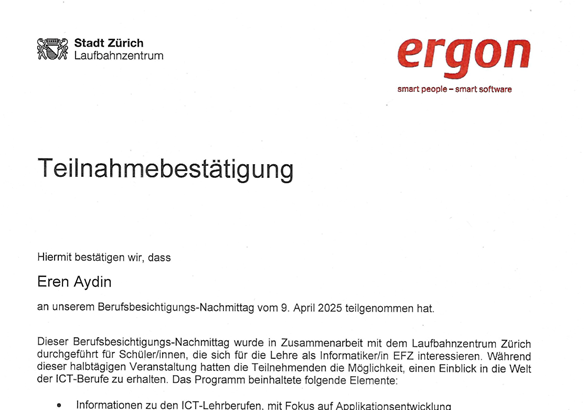 Stadt Zürich
Laufbahnzentrum
ergon
smart people – smart software
Teilnahmebestätigung
Hiermit bestätigen wir, dass
Eren Aydin
an unserem Berufsbesichtigungs-Nachmittag vom 9. April 2025 teilgenommen hat.
Dieser Berufsbesichtigungs-Nachmittag wurde in Zusammenarbeit mit dem Laufbahnzentrum Zürich
durchgeführt für Schüler/innen, die sich für die Lehre als Informatiker/in EFZ interessieren. Während
dieser halbtägigen Veranstaltung hatten die Teilnehmenden die Möglichkeit, einen Einblick in die Welt
der ICT-Berufe zu erhalten. Das Programm beinhaltete folgende Elemente:
• Informationen zu den ICT-Lehrberufen, mit Fokus auf Applikationsentwicklung